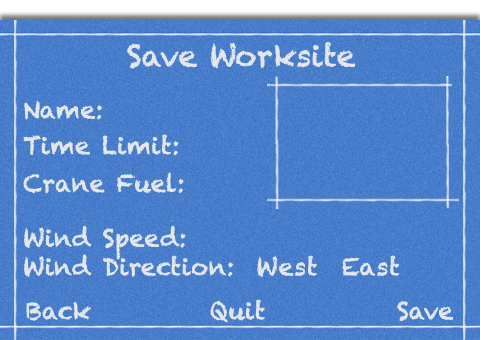 Save Worksite
Name:
Time Limit:
Crane Fuel:
Wind Speed:
Wind Direction: West East
Back Quit Save